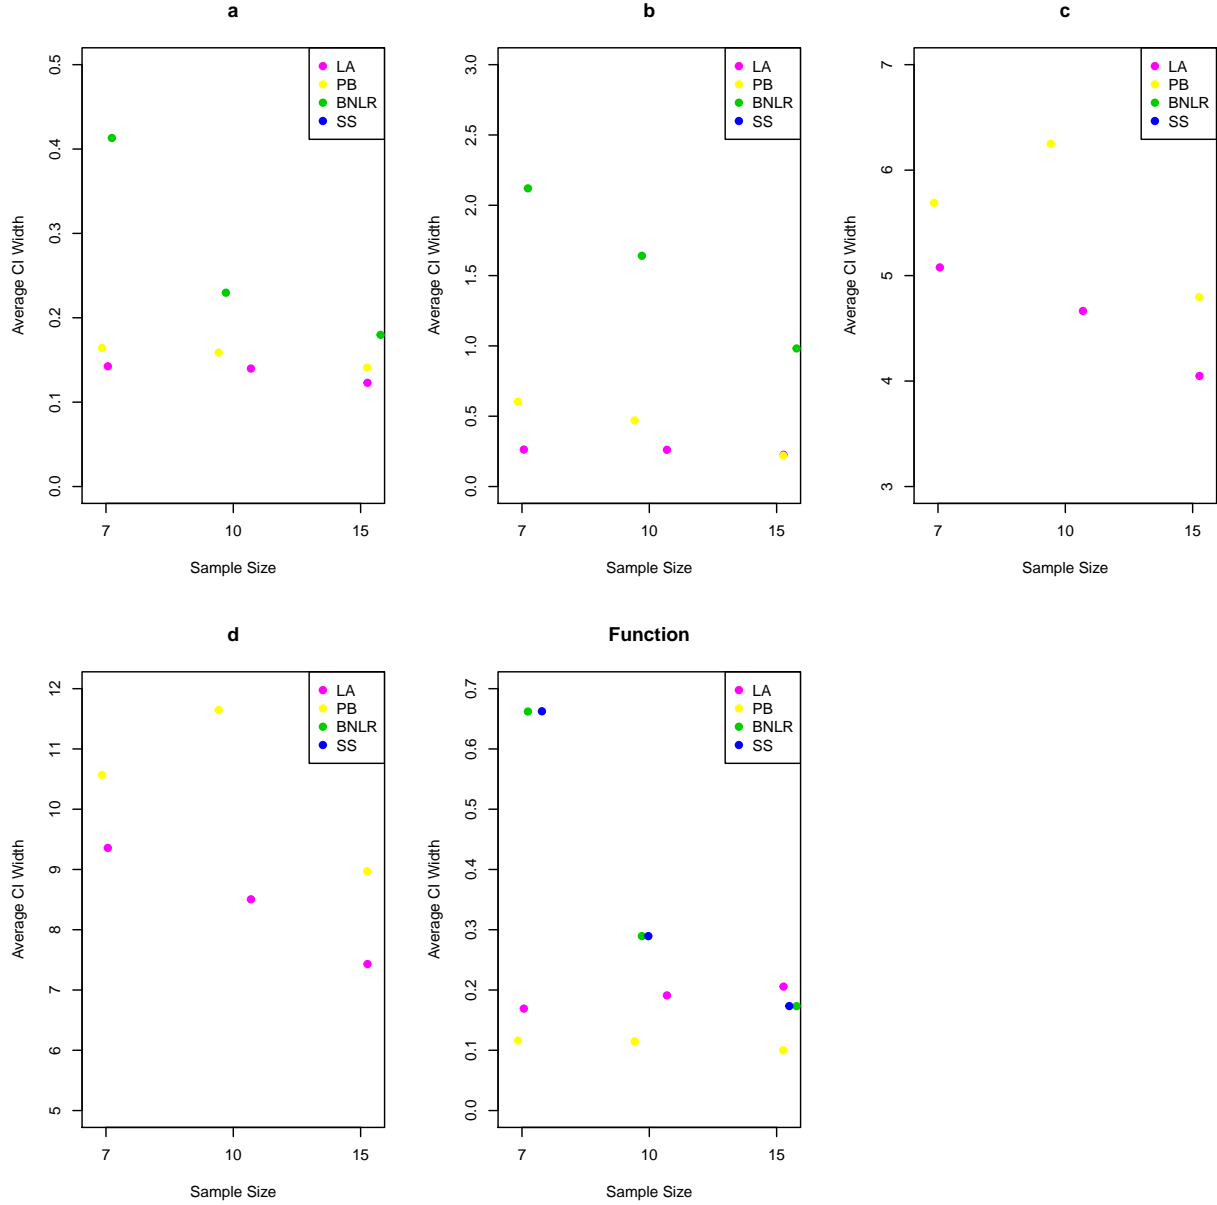 a
0.5
0.4
0.3
0.2
0.1
0.0
Average CI Width
LA
PB
BNLR
SS
7 10 15
Sample Size
b
3.0
2.5
2.0
1.5
1.0
0.5
0.0
Average CI Width
LA
PB
BNLR
SS
7 10 15
Sample Size
c
7
6
5
4
3
Average CI Width
LA
PB
BNLR
SS
7 10 15
Sample Size
d
12
11
10
9
8
7
6
5
Average CI Width
LA
PB
BNLR
SS
7 10 15
Sample Size
Function
0.7
0.6
0.5
0.4
0.3
0.2
0.1
0.0
Average CI Width
LA
PB
BNLR
SS
7 10 15
Sample Size